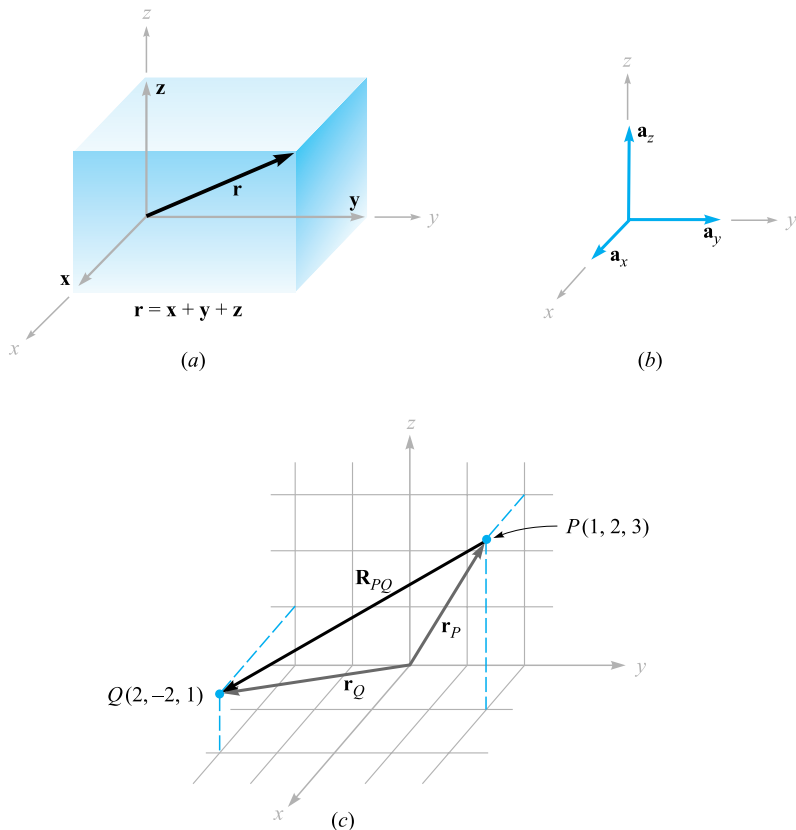 z
z
z
a_z
r
y
y
a_y
y
x
a_x
r = x + y + z
x
x
(a)
(b)
z
P(1, 2, 3)
R_PQ
r_P
y
r_Q
Q(2, −2, 1)
x
(c)